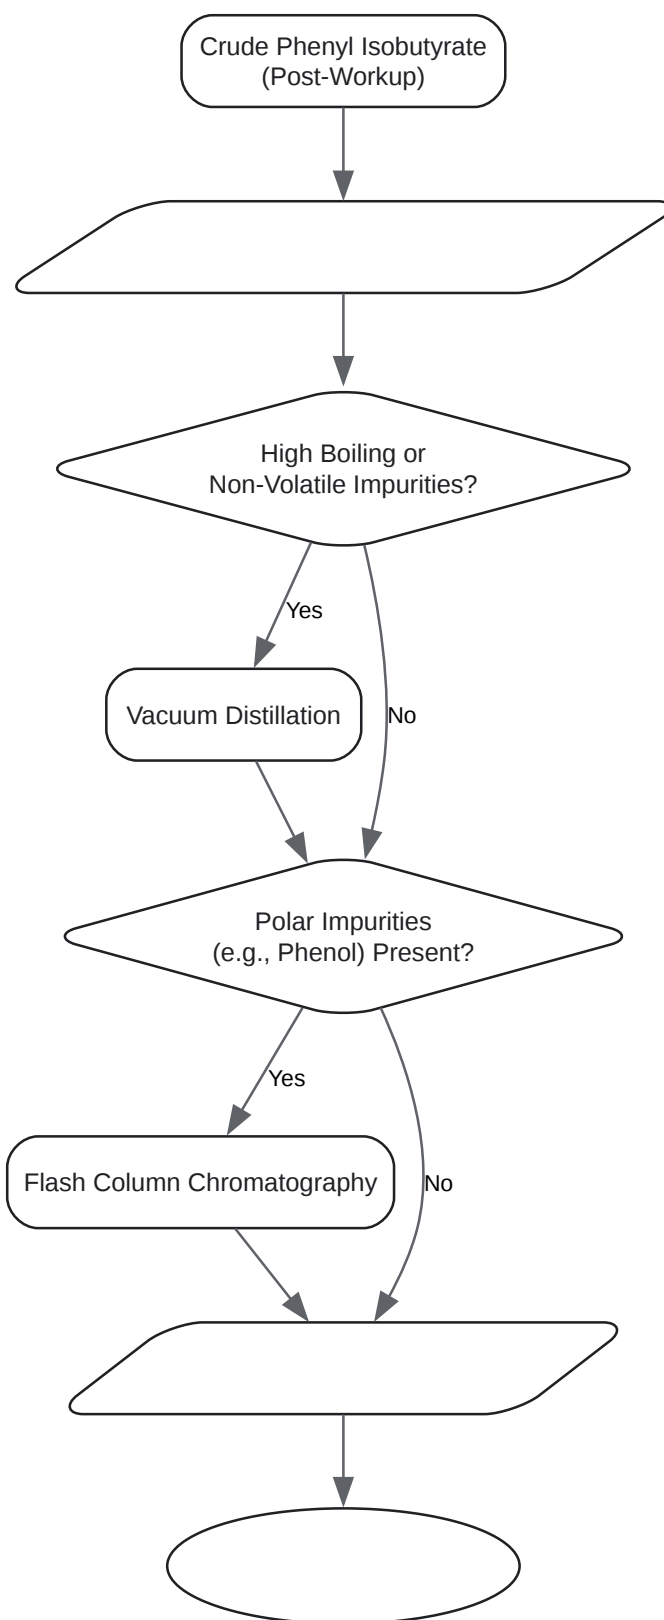 Crude Phenyl Isobutyrate
(Post-Workup)
High Boiling or
Non-Volatile Impurities?
Yes
Vacuum Distillation
No
Polar Impurities
(e.g., Phenol) Present?
Yes
Flash Column Chromatography
No